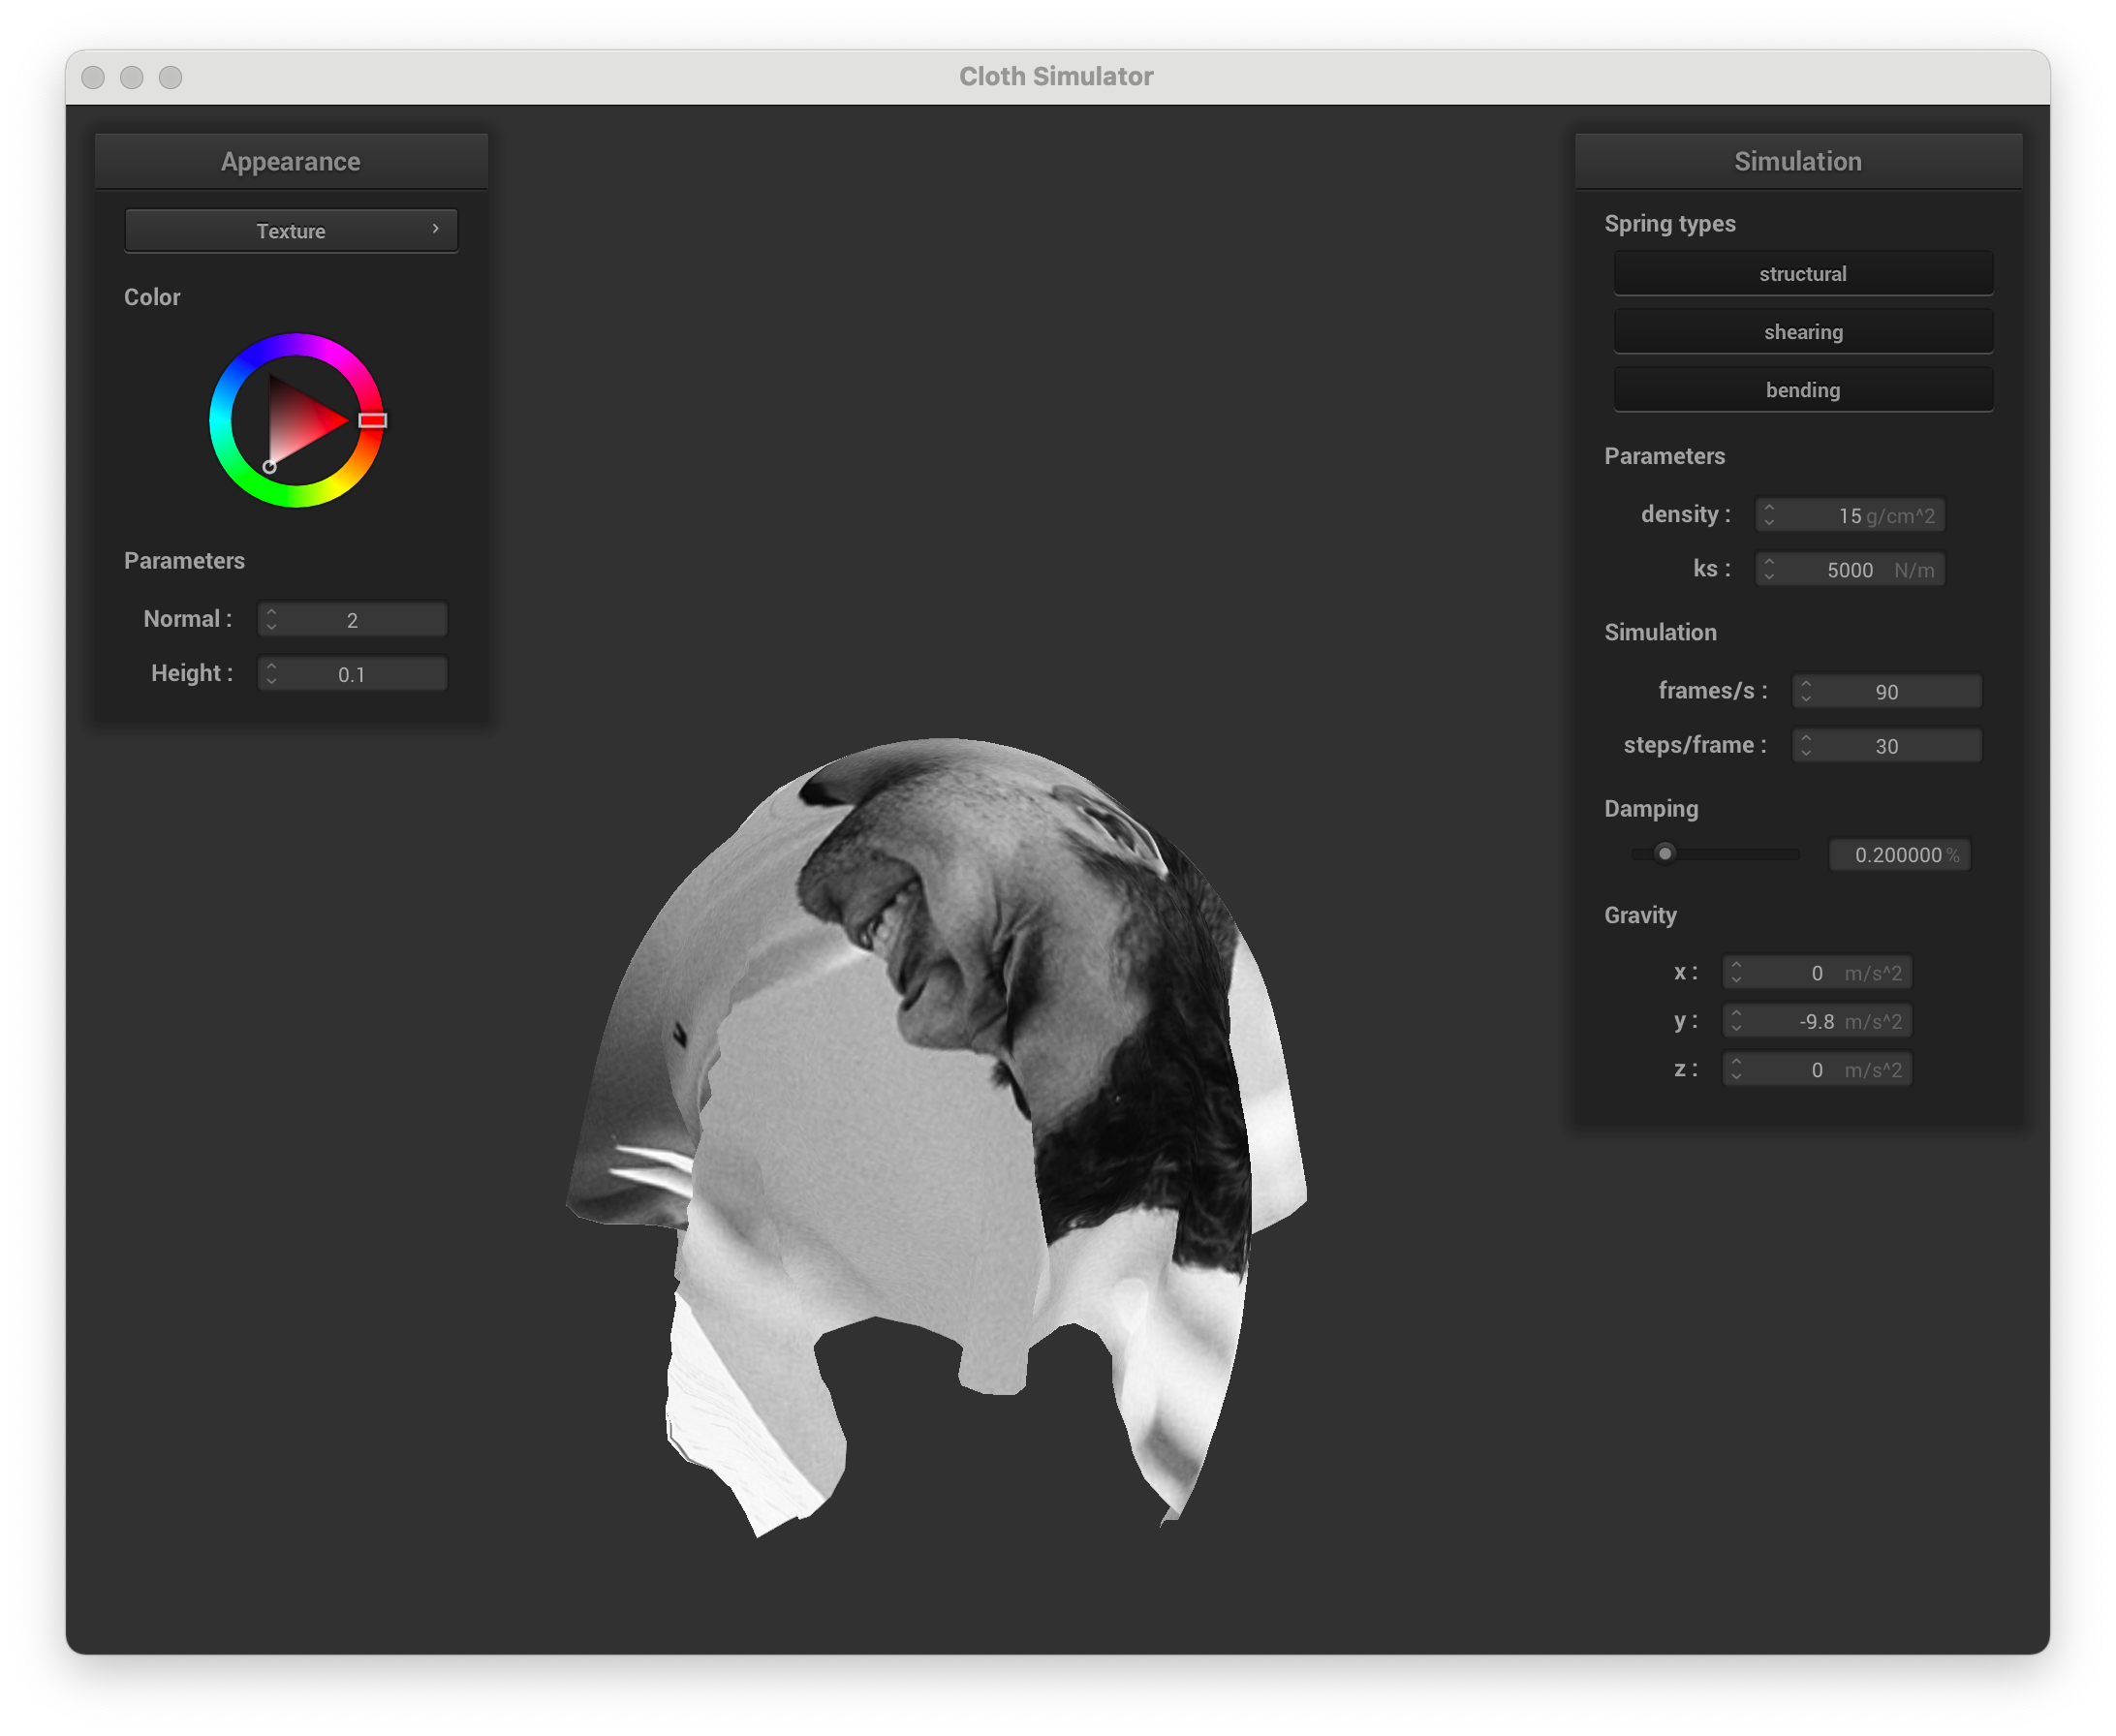 Cloth Simulator
Appearance
Texture
Color
Parameters
Normal : 2
Height : 0.1
Simulation
Spring types
structural
shearing
bending
Parameters
density : 15 g/cm^2
ks : 5000 N/m
Simulation
frames/s : 90
steps/frame : 30
Damping
0.200000 %
Gravity
x : 0 m/s^2
y : -9.8 m/s^2
z : 0 m/s^2